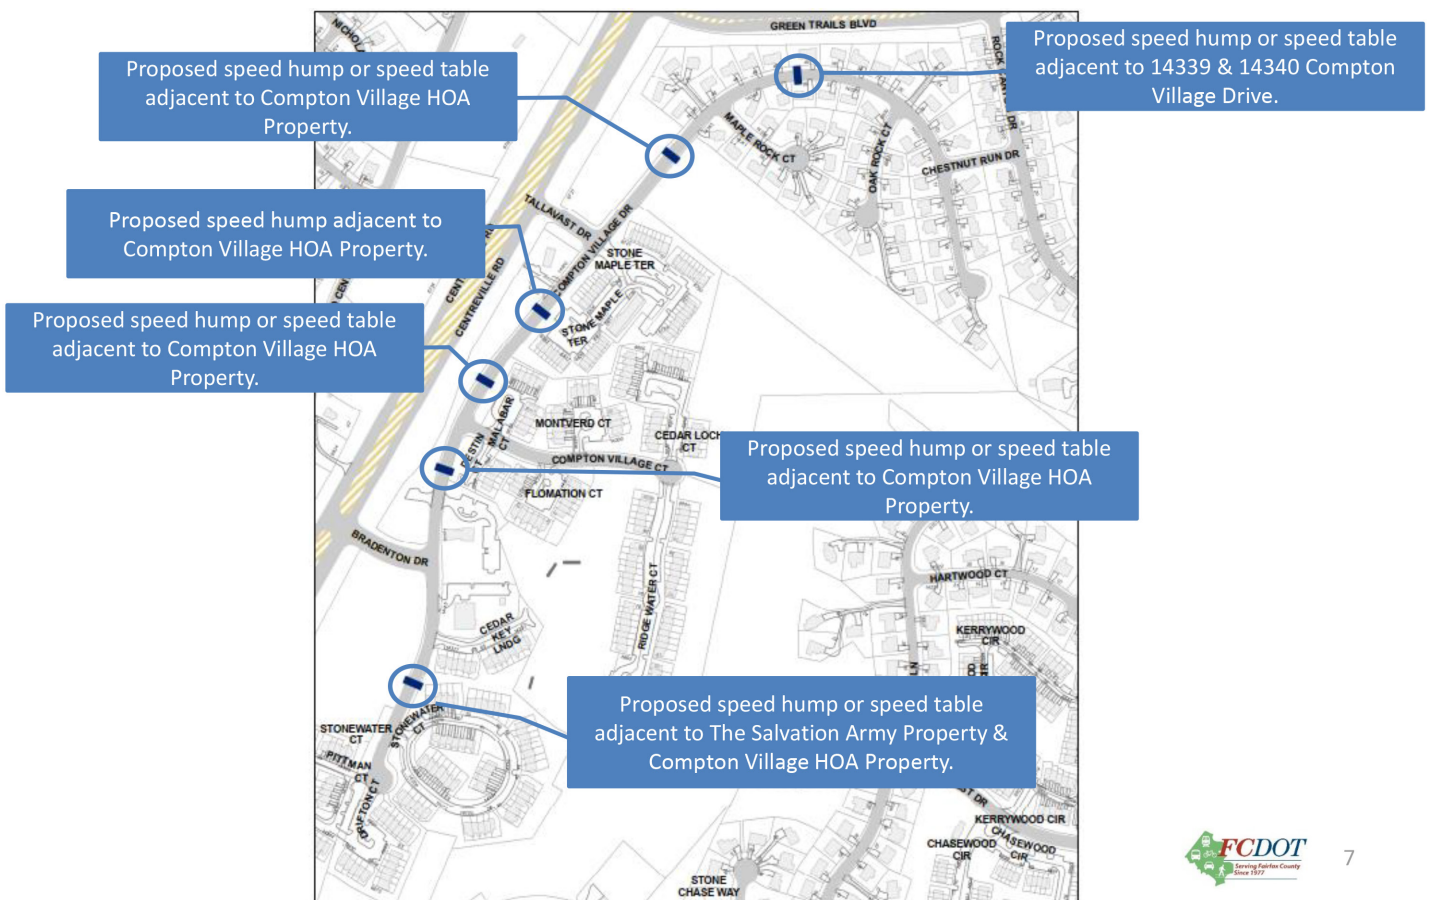 GREEN TRAILS BLVD
Proposed speed hump or speed table
adjacent to 14339 & 14340 Compton
Village Drive.
Proposed speed hump or speed table
adjacent to Compton Village HOA
Property.
MAPLE ROCK CT
OAK ROCK CT
CHESTNUT RUN DR
Proposed speed hump adjacent to
Compton Village HOA Property.
TALLAVAST DR
COMPTON VILLAGE DR
STONE
MAPLE TER
CENTREVILLE RD
STONE MAPLE
TER
Proposed speed hump or speed table
adjacent to Compton Village HOA
Property.
MALABAR
CT
MONTVERD CT
CEDAR LOCH
CT
DESTIN
CT
COMPTON VILLAGE CT
FLOMATION CT
Proposed speed hump or speed table
adjacent to Compton Village HOA
Property.
BRADENTON DR
HARTWOOD CT
RIDGE WATER CT
CEDAR
KEY
LNDG
KERRYWOOD
CIR
LN
Proposed speed hump or speed table
adjacent to The Salvation Army Property &
Compton Village HOA Property.
STONEWATER
CT
STONEWATER
CT
PITTMAN
CT
DR
KERRYWOOD CIR
CHASEWOOD
CIR
CHASEWOOD
CIR
STONE
CHASE WAY
FCDOT
Serving Fairfax County
Since 1977
7